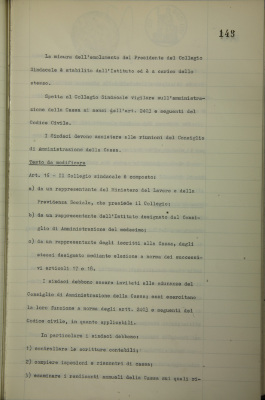 143
La misura dell'emolumento del Presidente del Collegio
Sindacale è stabilita dall'Istituto ed è a carico dello
stesso.
Spetta al Collegio Sindacale vigilare sull'amministra-
zione della Cassa ai sensi dell'art. 2403 e seguenti del
Codice Civile.
I Sindaci devono assistere alle riunioni del Consiglio
di Amministrazione della Cassa.
Testo da modificare
Art. 16 - Il Collegio sindacale è composto:
a) da un rappresentante del Ministero del Lavoro e della
Previdenza Sociale, che presiede il Collegio;
b) da un rappresentante dell'Istituto designato dal Consi-
glio di Amministrazione del medesimo;
c) da un rappresentante degli iscritti alla Cassa, dagli
stessi designato mediante elezione a norma dei successi-
vi articoli 17 e 18.
I sindaci debbono essere invitati alle adunanze del
Consiglio di Amministrazione della Cassa; essi esercitano
le loro funzioni a norma degli artt. 2403 e seguenti del
Codice civile, in quanto applicabili.
In particolare i sindaci debbono:
1) controllare le scritture contabili;
2) compiere ispezioni e riscontri di cassa;
3) esaminare i rendiconti annuali della Cassa sui quali ri-